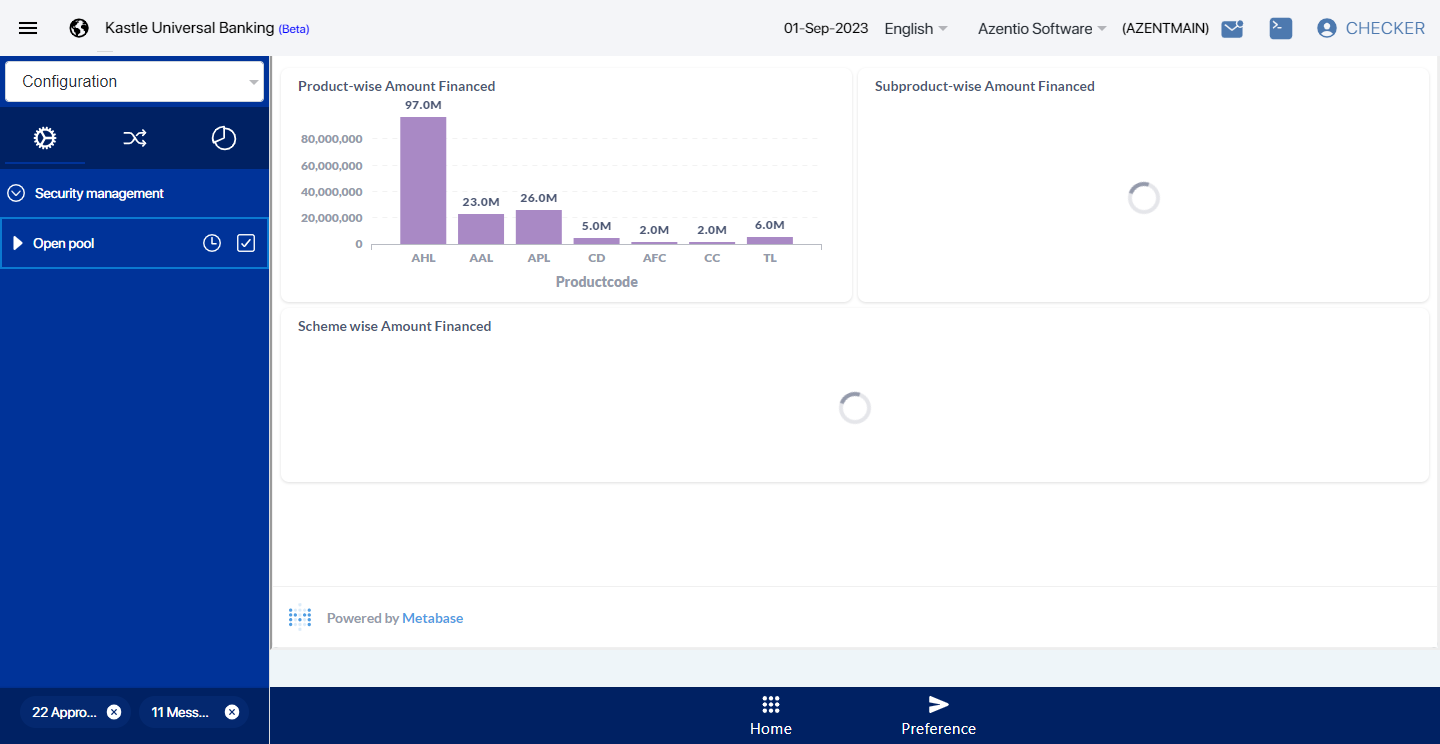 Kastle Universal Banking (Beta)
01-Sep-2023
English
Azentio Software
(AZENTMAIN)
CHECKER
Configuration
Security management
Open pool
Product-wise Amount Financed
97.0M
80,000,000
60,000,000
40,000,000
20,000,000
0
23.0M
26.0M
5.0M
2.0M
2.0M
6.0M
AHL AAL APL CD AFC CC TL
Productcode
Subproduct-wise Amount Financed
Scheme wise Amount Financed
Powered by Metabase
22 Appro...
11 Mess...
Home
Preference